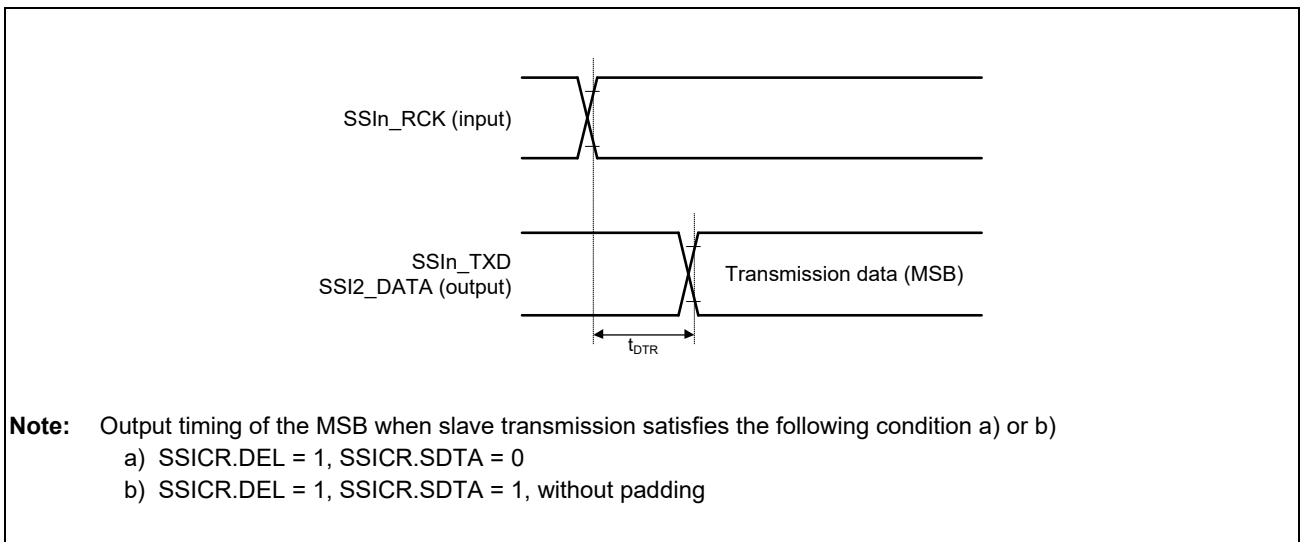 SSIn_RCK (input)
SSIn_TXD
SSI2_DATA (output)
Transmission data (MSB)
tDTR
Note: Output timing of the MSB when slave transmission satisfies the following condition a) or b)
a) SSICR.DEL = 1, SSICR.SDTA = 0
b) SSICR.DEL = 1, SSICR.SDTA = 1, without padding